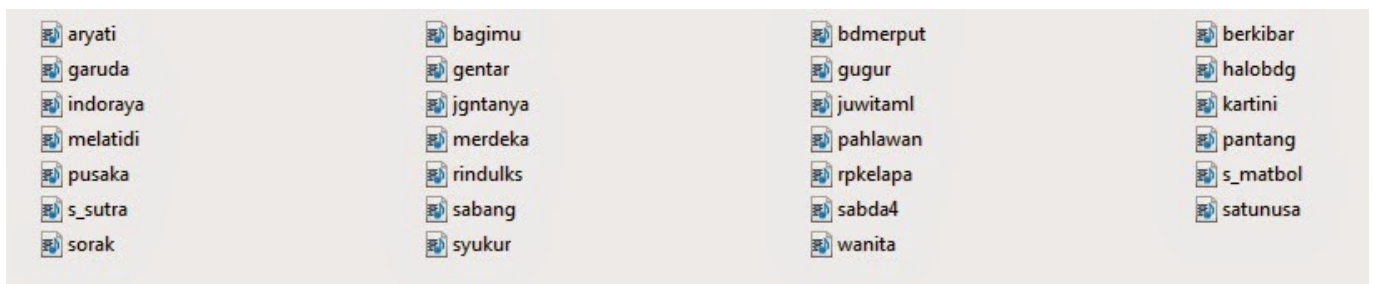 aryati bagimu bdmerput berkibar
garuda gentar gugur halobdg
indoraya jgntanya juwitaml kartini
melatidi merdeka pahlawan pantang
pusaka rindulks rpkelapa s_matbol
s_sutra sabang sabda4 satunusa
sorak syukur wanita